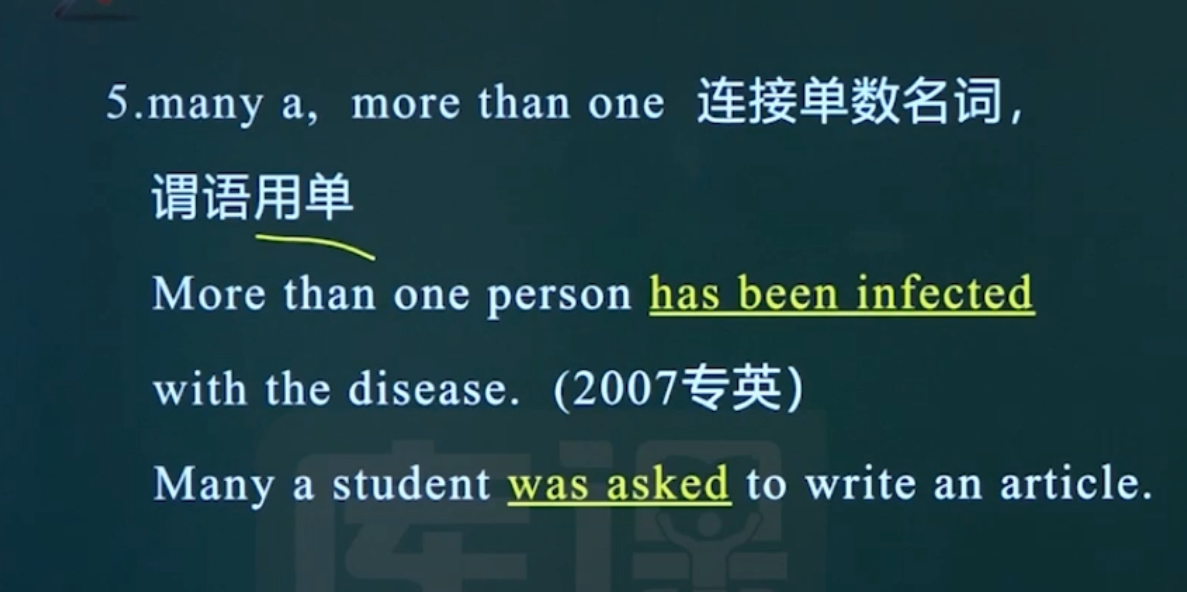 5.many a, more than one 连接单数名词,
谓语用单
More than one person has been infected
with the disease. (2007专英)
Many a student was asked to write an article.
库课